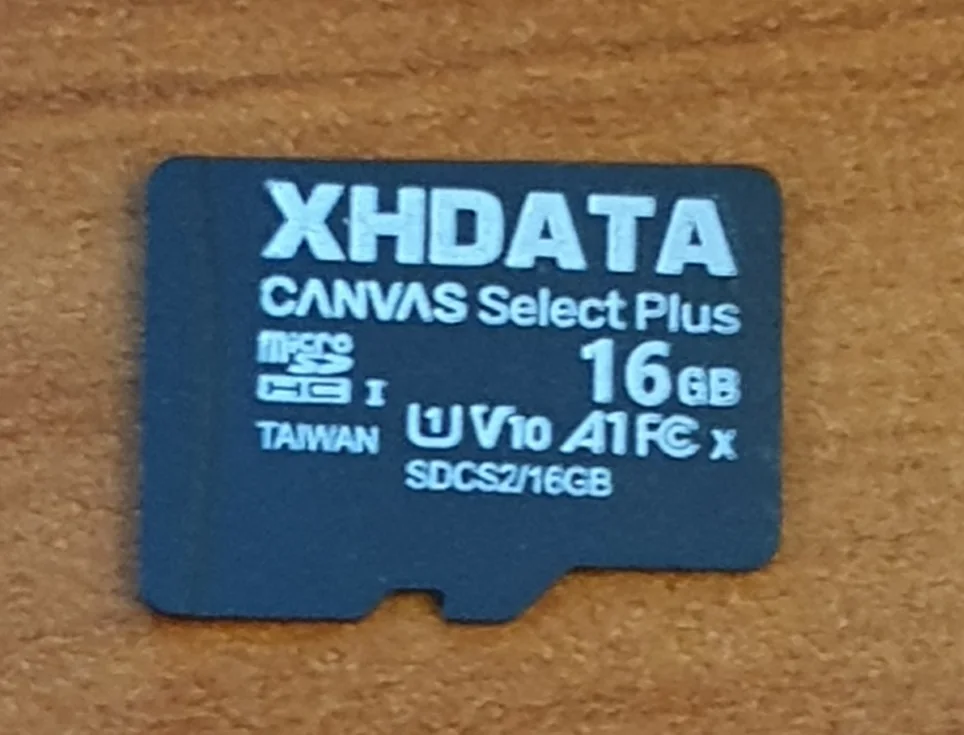 XHDATA
CANVAS Select Plus
micro SD HC I 16GB
TAIWAN U1 V10 A1 FC X
SDCS2/16GB